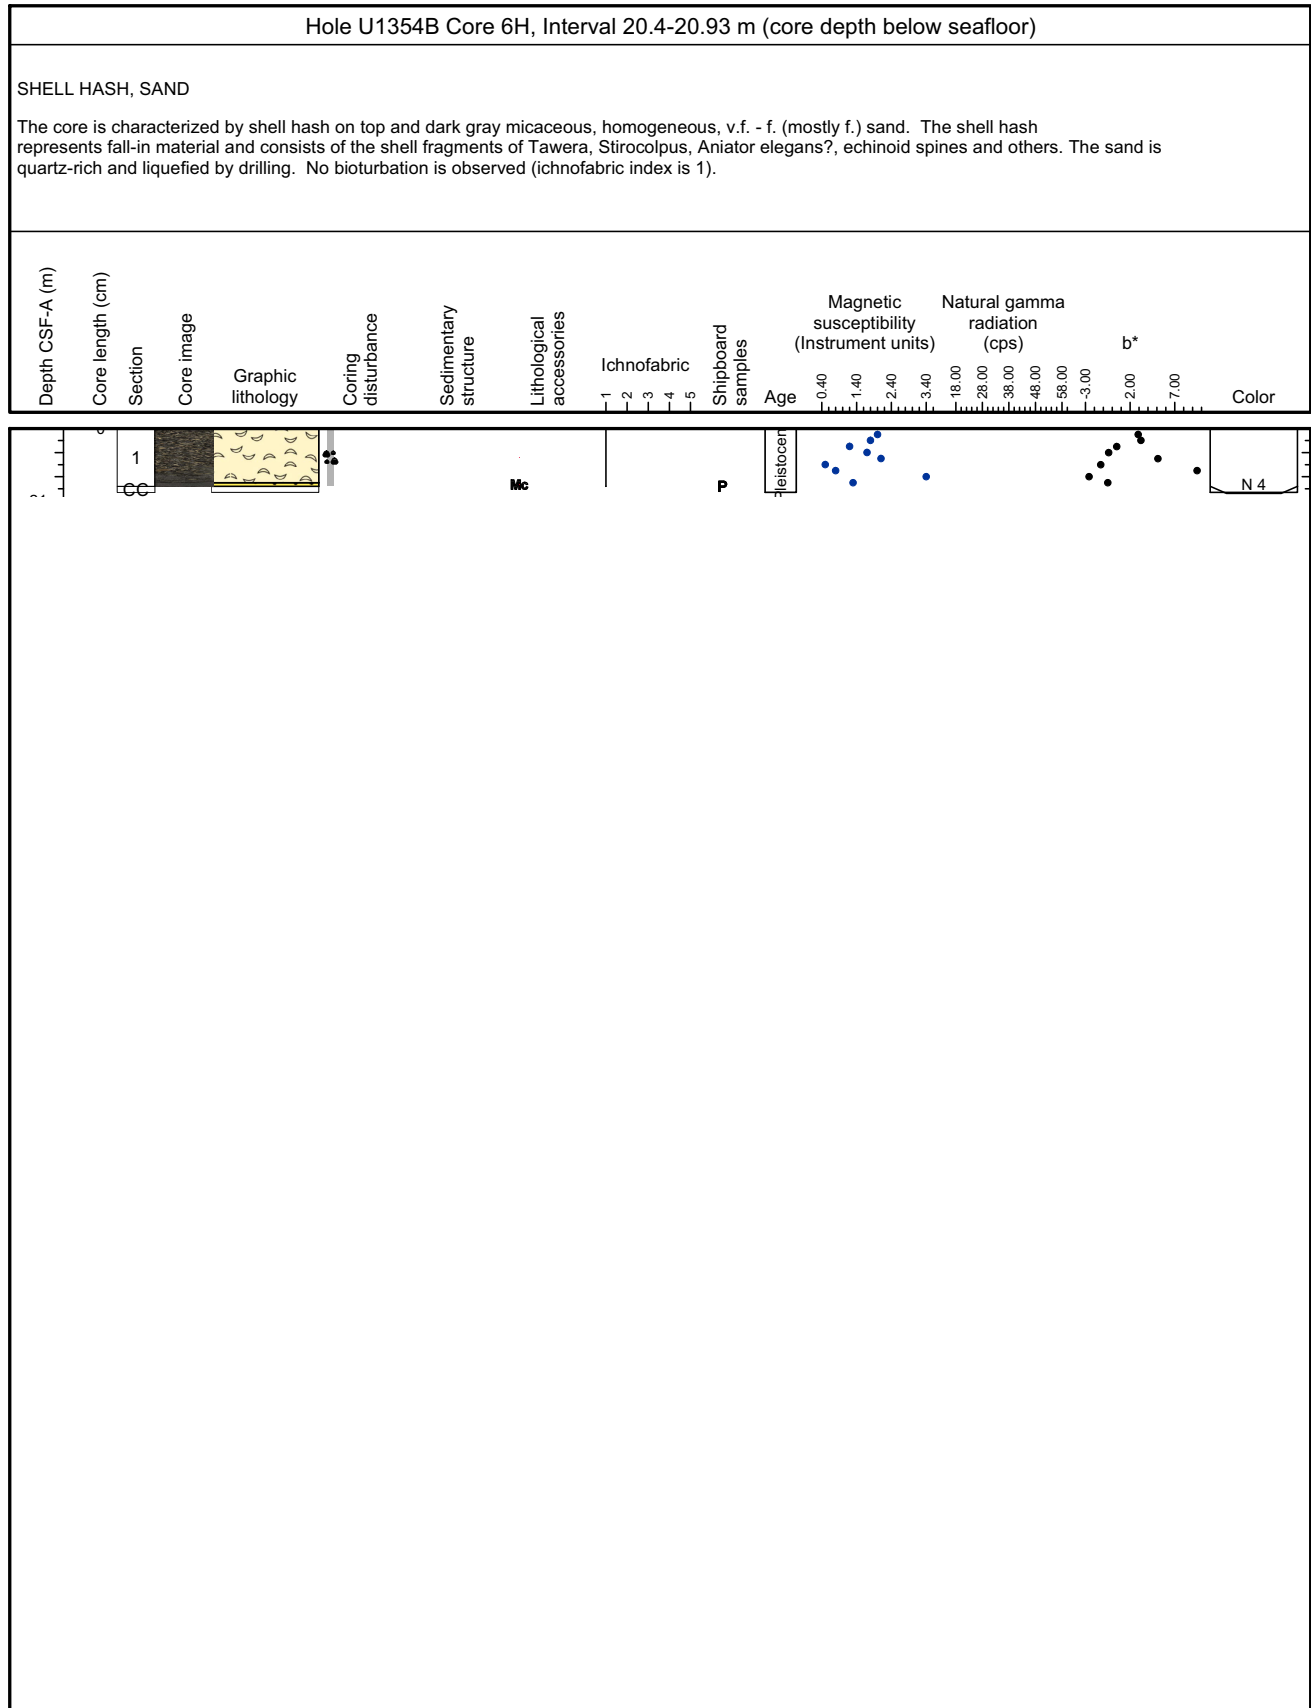 Hole U1354B Core 6H, Interval 20.4-20.93 m (core depth below seafloor)
SHELL HASH, SAND
The core is characterized by shell hash on top and dark gray micaceous, homogeneous, v.f. - f. (mostly f.) sand. The shell hash
represents fall-in material and consists of the shell fragments of Tawera, Stirocolpus, Aniator elegans?, echinoid spines and others. The sand is
quartz-rich and liquefied by drilling. No bioturbation is observed (ichnofabric index is 1).
Depth CSF-A (m)
Core length (cm)
Section
Core image
Graphic
lithology
Coring
disturbance
Sedimentary
structure
Lithological
accessories
Ichnofabric
1 2 3 4 5
Shipboard
samples
Age
Magnetic
susceptibility
(Instrument units)
0.40 1.40 2.40 3.40
Natural gamma
radiation
(cps)
18.00 28.00 38.00 48.00 58.00
b*
-3.00 2.00 7.00
Color
1
CC
Mc
P
Pleistocen
N 4